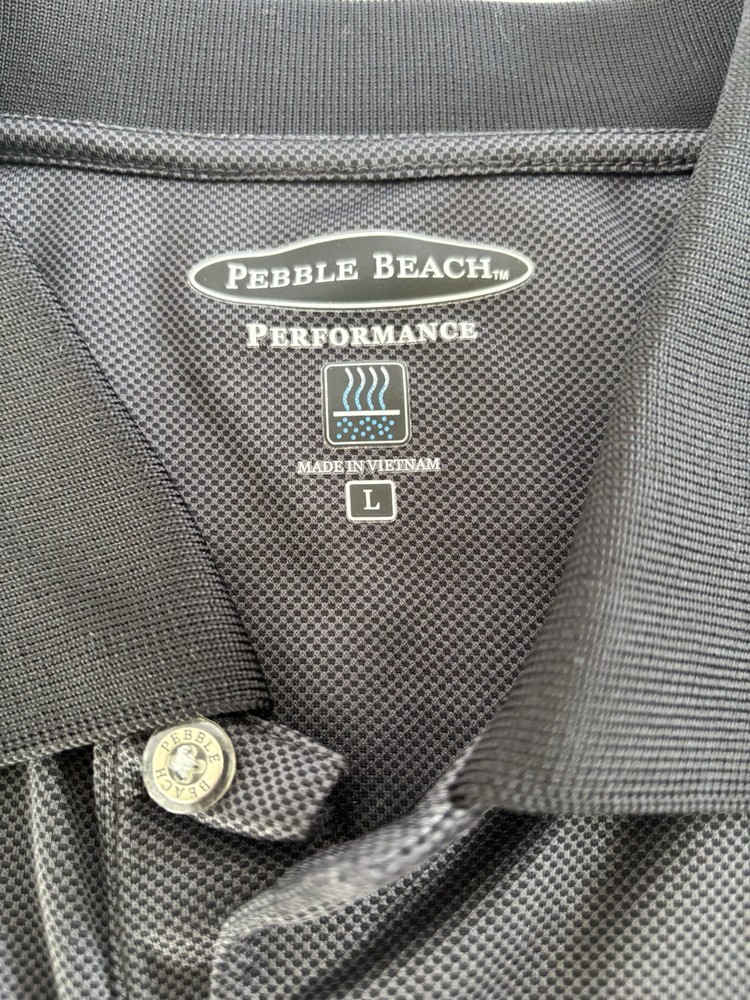 PEBBLE BEACH™
PERFORMANCE
MADE IN VIETNAM
L
PEBBLE BEACH